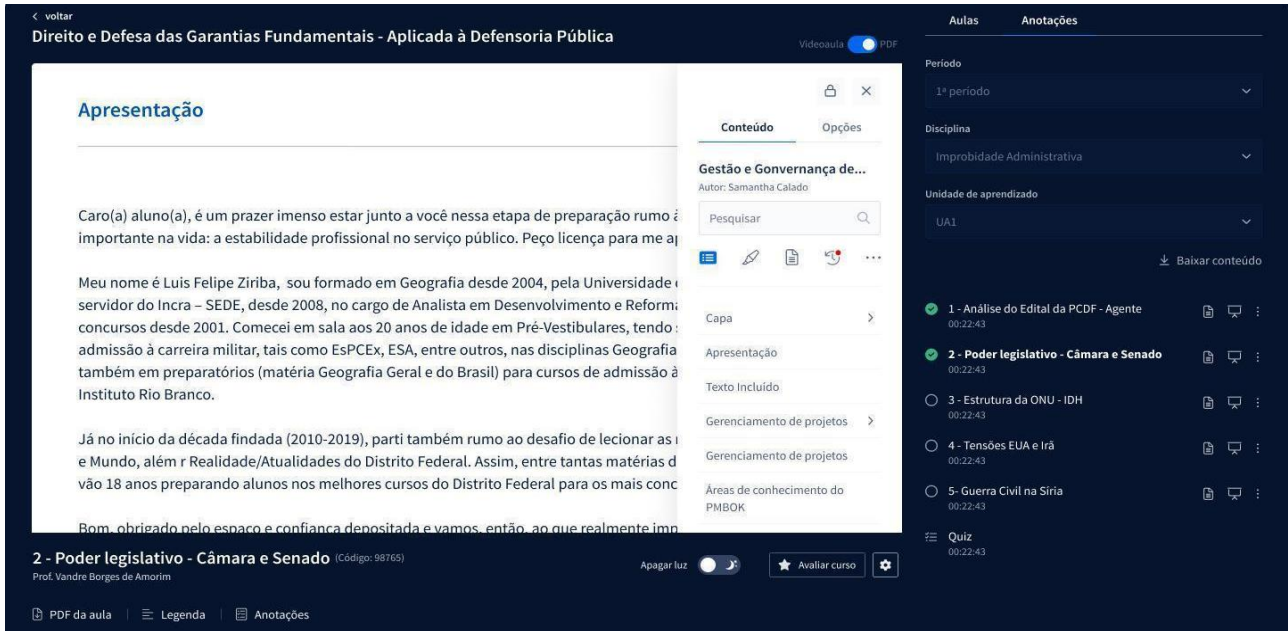 voltar
Direito e Defesa das Garantias Fundamentais - Aplicada à Defensoria Pública
Videoaula PDF
Apresentação
Caro(a) aluno(a), é um prazer imenso estar junto a você nessa etapa de preparação rumo
importante na vida: a estabilidade profissional no serviço público. Peço licença para me
Meu nome é Luis Felipe Ziriba, sou formado em Geografia desde 2004, pela Universidade
servidor do Incra – SEDE, desde 2008, no cargo de Analista em Desenvolvimento e
concursos desde 2001. Comecei em sala aos 20 anos de idade em Pré-Vestibulares, tendo
admissão à carreira militar, tais como EsPCEx, ESA, entre outros, nas disciplinas Geografia
também em preparatórios (matéria Geografia Geral e do Brasil) para cursos de admissão à
Instituto Rio Branco.
Já no início da década findada (2010-2019), parti também rumo ao desafio de lecionar as
e Mundo, além r Realidade/Atualidades do Distrito Federal. Assim, entre tantas matérias
vão 18 anos preparando alunos nos melhores cursos do Distrito Federal para os mais
Bom, obrigado pelo espaço e confiança depositada e vamos, então, ao que realmente
Conteúdo Opções
Gestão e Gonvernança de...
Autor: Samantha Calado
Pesquisar
Capa
Apresentação
Texto Incluído
Gerenciamento de projetos
Gerenciamento de projetos
Áreas de conhecimento do
PMBOK
2 - Poder legislativo - Câmara e Senado (Código: 98765)
Prof. Vandre Borges de Amorim
Apagar luz
Avaliar curso
PDF da aula
Legenda
Anotações
Aulas Anotações
Período
1º período
Disciplina
Improbidade Administrativa
Unidade de aprendizado
UA1
Baixar conteúdo
1 - Análise do Edital da PCDF - Agente
00:22:43
2 - Poder legislativo - Câmara e Senado
00:22:43
3 - Estrutura da ONU - IDH
00:22:43
4 - Tensões EUA e Irã
00:22:43
5- Guerra Civil na Síria
00:22:43
Quiz
00:22:43